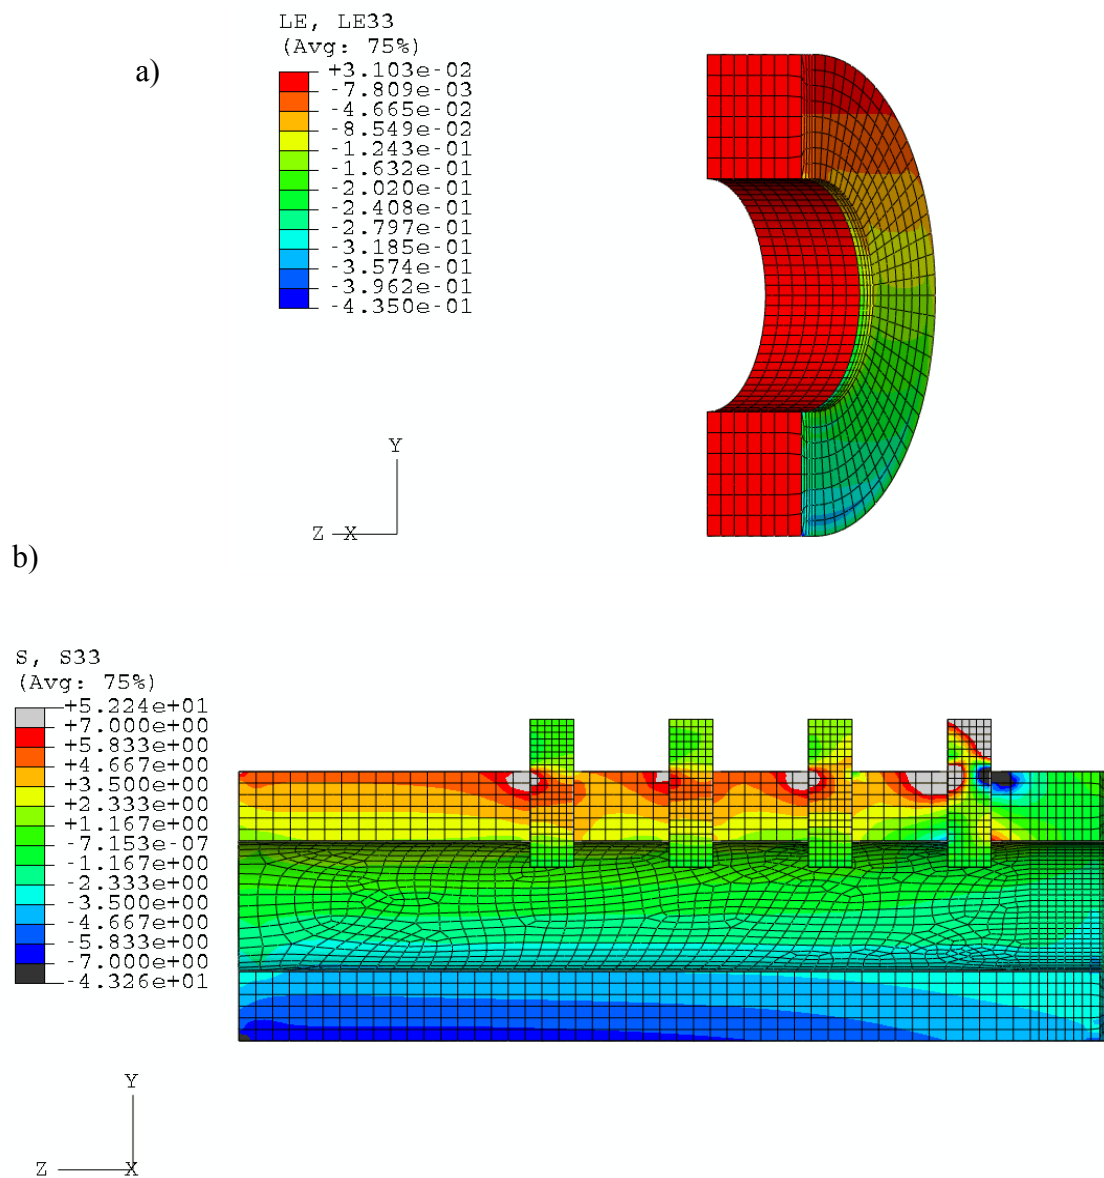 LE, LE33
(Avg: 75%)
a)
+3.103e-02
-7.809e-03
-4.665e-02
-8.549e-02
-1.243e-01
-1.632e-01
-2.020e-01
-2.408e-01
-2.797e-01
-3.185e-01
-3.574e-01
-3.962e-01
-4.350e-01
Y
Z X
b)
S, S33
(Avg: 75%)
+5.224e+01
+7.000e+00
+5.833e+00
+4.667e+00
+3.500e+00
+2.333e+00
+1.167e+00
-7.153e-07
-1.167e+00
-2.333e+00
-3.500e+00
-4.667e+00
-5.833e+00
-7.000e+00
-4.326e+01
Y
Z X